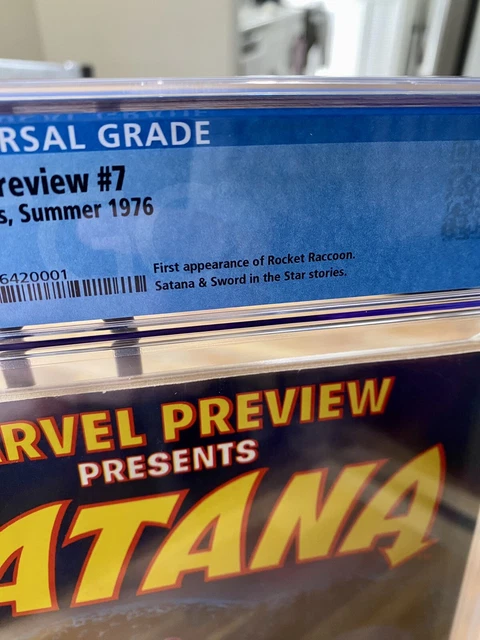 RSAL GRADE
review #7
s, Summer 1976
6420001
First appearance of Rocket Raccoon.
Satana & Sword in the Star stories.
ARVEL PREVIEW
PRESENTS
ATANA